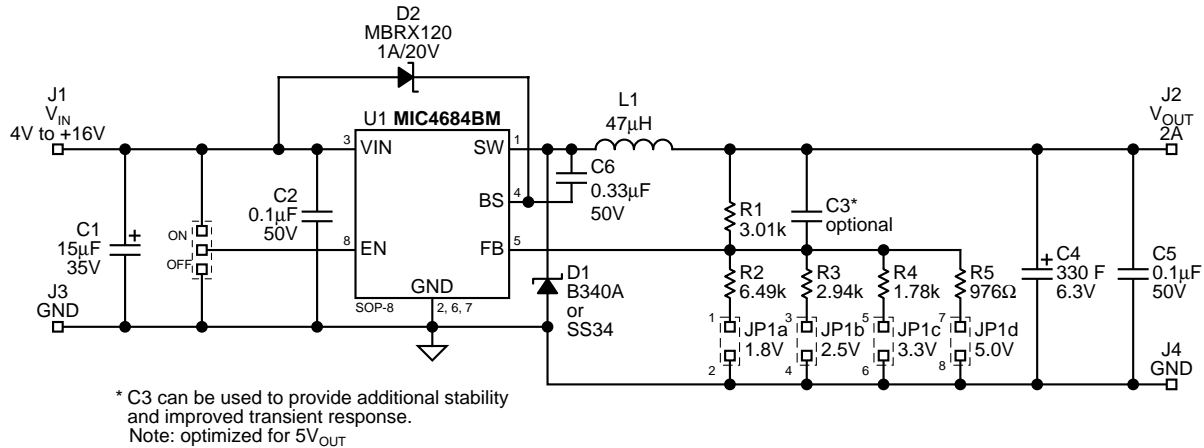 D2
MBRX120
1A/20V
J1
V_IN
4V to +16V
U1 MIC4684BM
L1
47µH
J2
V_OUT
2A
3
VIN
SW
1
C6
0.33µF
50V
BS
4
C2
0.1µF
50V
R1
3.01k
C3*
optional
C1
15µF
35V
+
ON
OFF
8
EN
FB
5
D1
B340A
or
SS34
R2
6.49k
R3
2.94k
R4
1.78k
R5
976Ω
+
C4
330 F
6.3V
C5
0.1µF
50V
GND
SOP-8
2, 6, 7
J3
GND
1
JP1a
1.8V
2
3
JP1b
2.5V
4
5
JP1c
3.3V
6
7
JP1d
5.0V
8
J4
GND
* C3 can be used to provide additional stability
and improved transient response.
Note: optimized for 5V_OUT